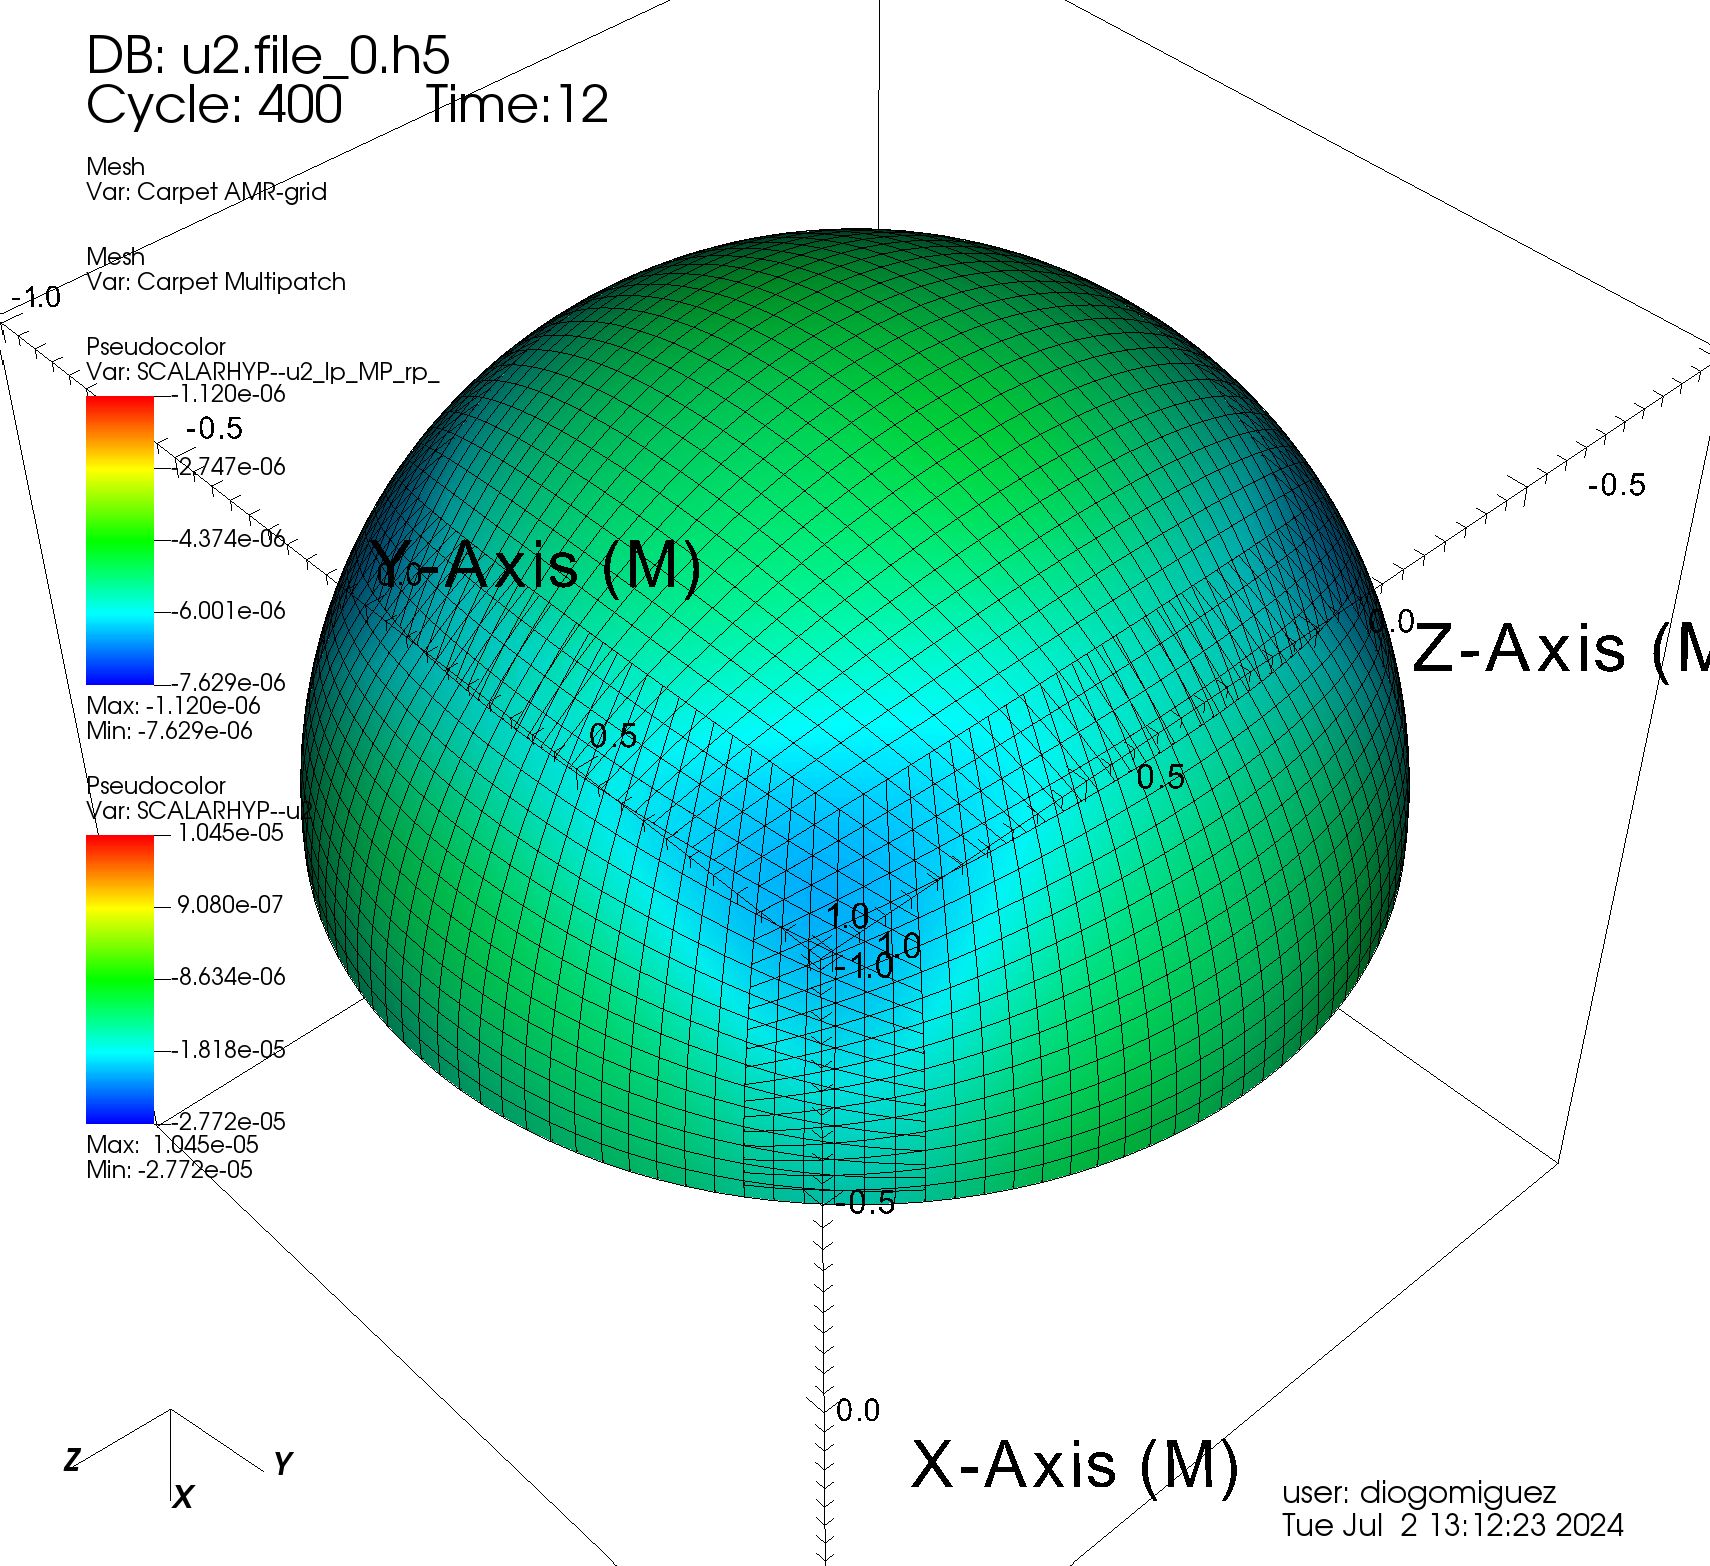 DB: u2.file_0.h5
Cycle: 400 Time:12
Mesh
Var: Carpet AMR-grid
Mesh
Var: Carpet Multipatch
-1.0
Pseudocolor
Var: SCALARHYP--u2_lp_MP_rp_
-1.120e-06
-0.5
-2.747e-06
-4.374e-06
-6.001e-06
-7.629e-06
Max: -1.120e-06
Min: -7.629e-06
Pseudocolor
Var: SCALARHYP--u2
1.045e-05
9.080e-07
-8.634e-06
-1.818e-05
-2.772e-05
Max: 1.045e-05
Min: -2.772e-05
Y-Axis (M)
0.0
0.5
1.0
1.0
-1.0
-0.5
0.0
X-Axis (M)
-0.5
0.0
Z-Axis (M
0.5
Z
Y
X
user: diogomiguez
Tue Jul 2 13:12:23 2024